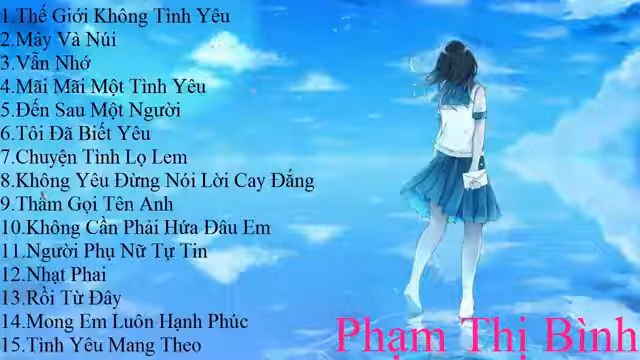 1.Thế Giới Không Tình Yêu
2.Mây Và Núi
3.Vẫn Nhớ
4.Mãi Mãi Một Tình Yêu
5.Đến Sau Một Người
6.Tôi Đã Biết Yêu
7.Chuyện Tình Lọ Lem
8.Không Yêu Đừng Nói Lời Cay Đắng
9.Thầm Gọi Tên Anh
10.Không Cần Phải Hứa Đâu Em
11.Người Phụ Nữ Tự Tin
12.Nhạt Phai
13.Rồi Từ Đây
14.Mong Em Luôn Hạnh Phúc
15.Tình Yêu Mang Theo
Phạm Thị Bình